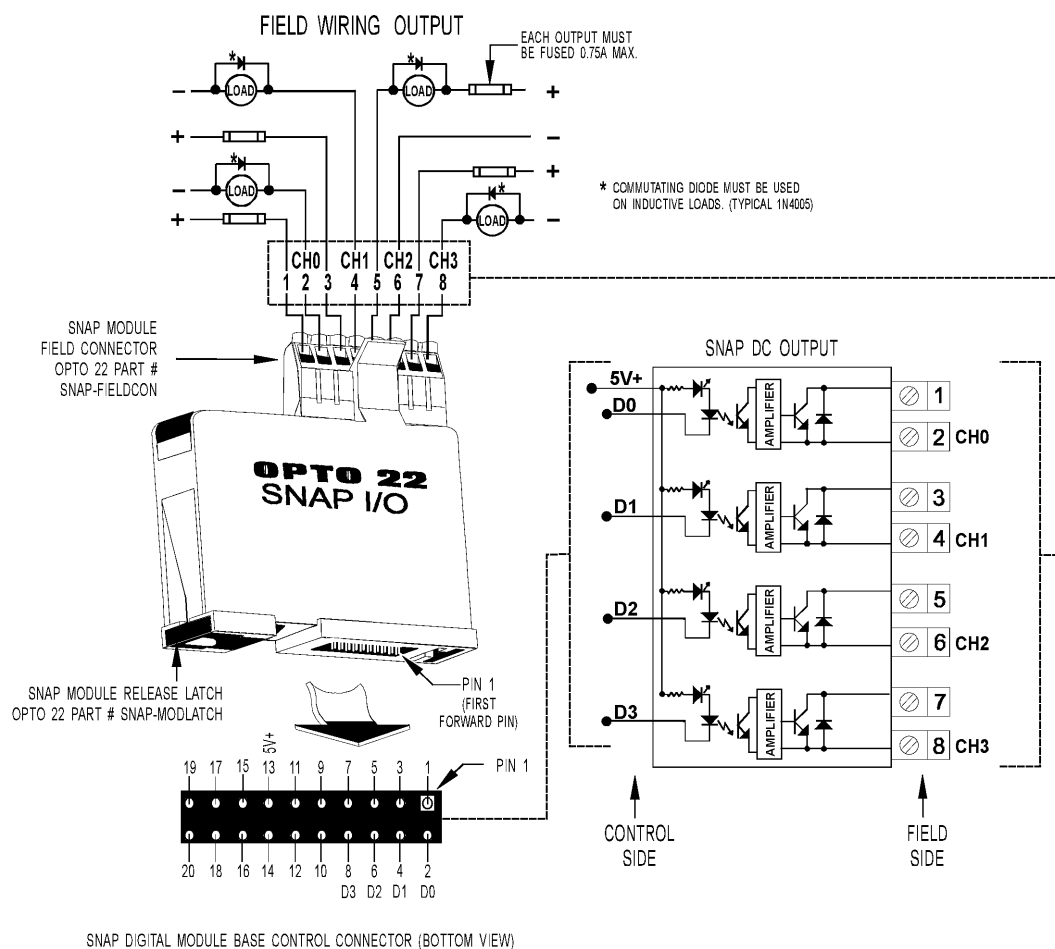 FIELD WIRING OUTPUT
EACH OUTPUT MUST
BE FUSED 0.75A MAX.
* * 
– LOAD LOAD +
+ –
* +
– LOAD * LOAD –
+
* COMMUTATING DIODE MUST BE USED
ON INDUCTIVE LOADS. (TYPICAL 1N4005)
CH0 CH1 CH2 CH3
1 2 3 4 5 6 7 8
SNAP MODULE
FIELD CONNECTOR
OPTO 22 PART #
SNAP-FIELDCON
OPTO 22
SNAP I/O
SNAP MODULE RELEASE LATCH
OPTO 22 PART # SNAP-MODLATCH
PIN 1
(FIRST
FORWARD PIN)
5V+
19 17 15 13 11 9 7 5 3 1
PIN 1
20 18 16 14 12 10 8 6 4 2
D3 D2 D1 D0
SNAP DIGITAL MODULE BASE CONTROL CONNECTOR (BOTTOM VIEW)
SNAP DC OUTPUT
5V+
D0
AMPLIFIER
1
2 CH0
D1
AMPLIFIER
3
4 CH1
D2
AMPLIFIER
5
6 CH2
D3
AMPLIFIER
7
8 CH3
CONTROL
SIDE
FIELD
SIDE